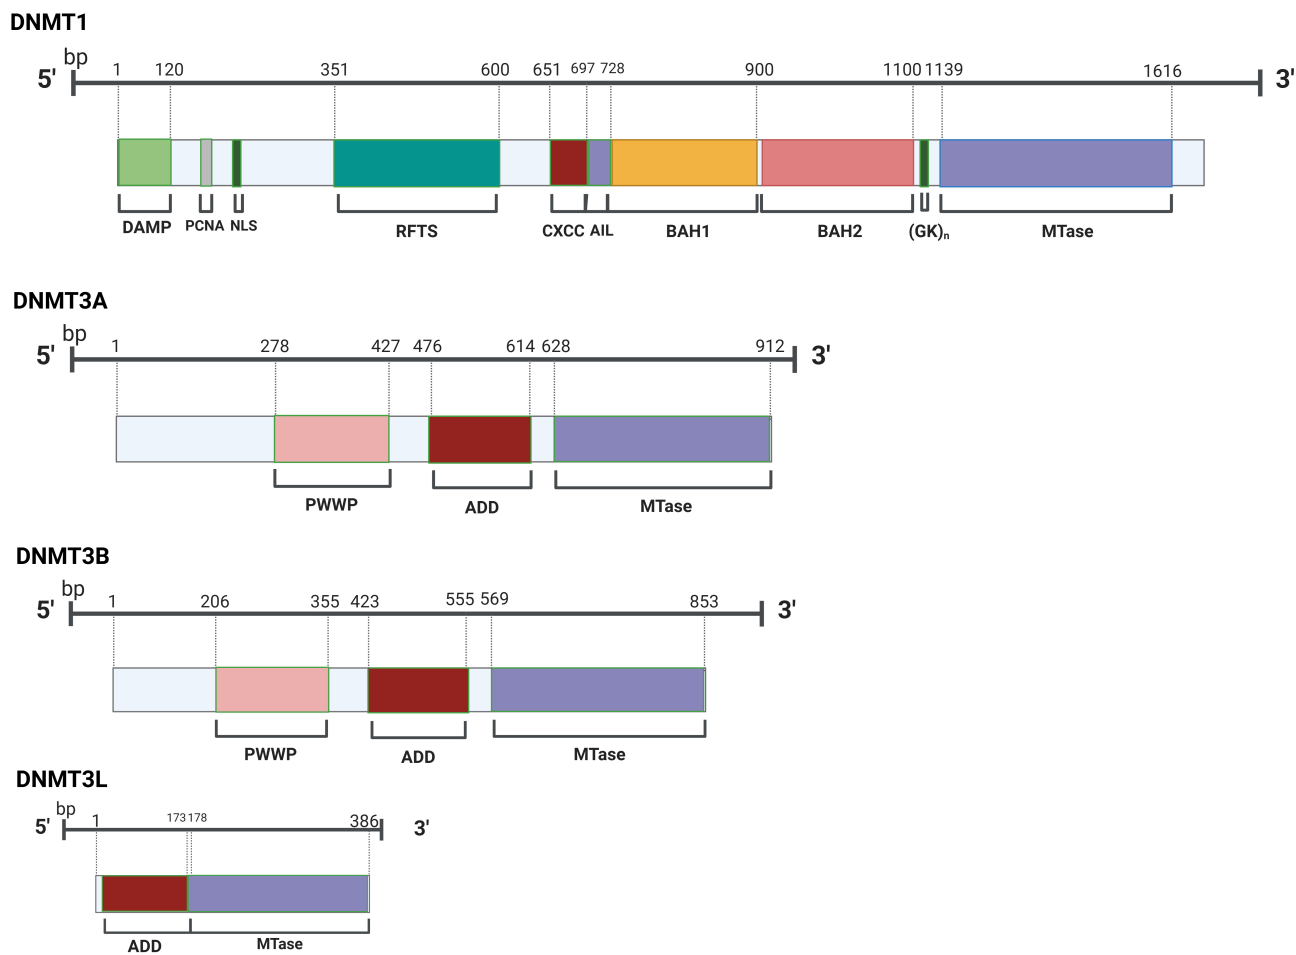 DNMT1
bp
5' 1 120 351 600 651 697 728 900 1100 1139 1616 3'
DAMP PCNA NLS RFTS CXCC AIL BAH1 BAH2 (GK)n MTase
DNMT3A
bp
5' 1 278 427 476 614 628 912 3'
PWWP ADD MTase
DNMT3B
bp
5' 1 206 355 423 555 569 853 3'
PWWP ADD MTase
DNMT3L
bp
5' 1 173 178 386 3'
ADD MTase